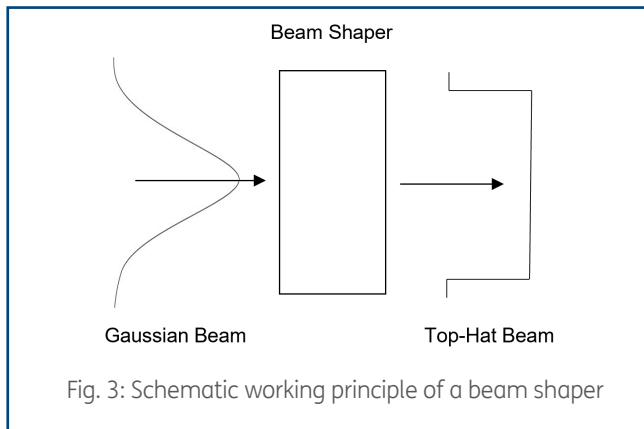 Beam Shaper
Gaussian Beam
Top-Hat Beam
Fig. 3: Schematic working principle of a beam shaper